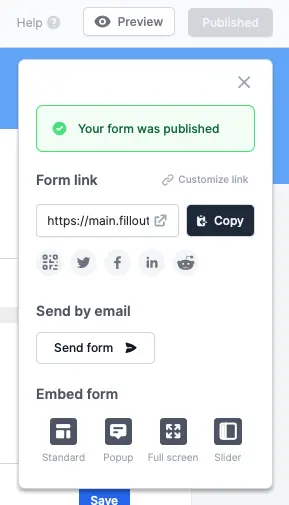 Help
Preview
Published
Your form was published
Form link
Customize link
https://main.fillout
Copy
Send by email
Send form
Embed form
Standard
Popup
Full screen
Slider
Save